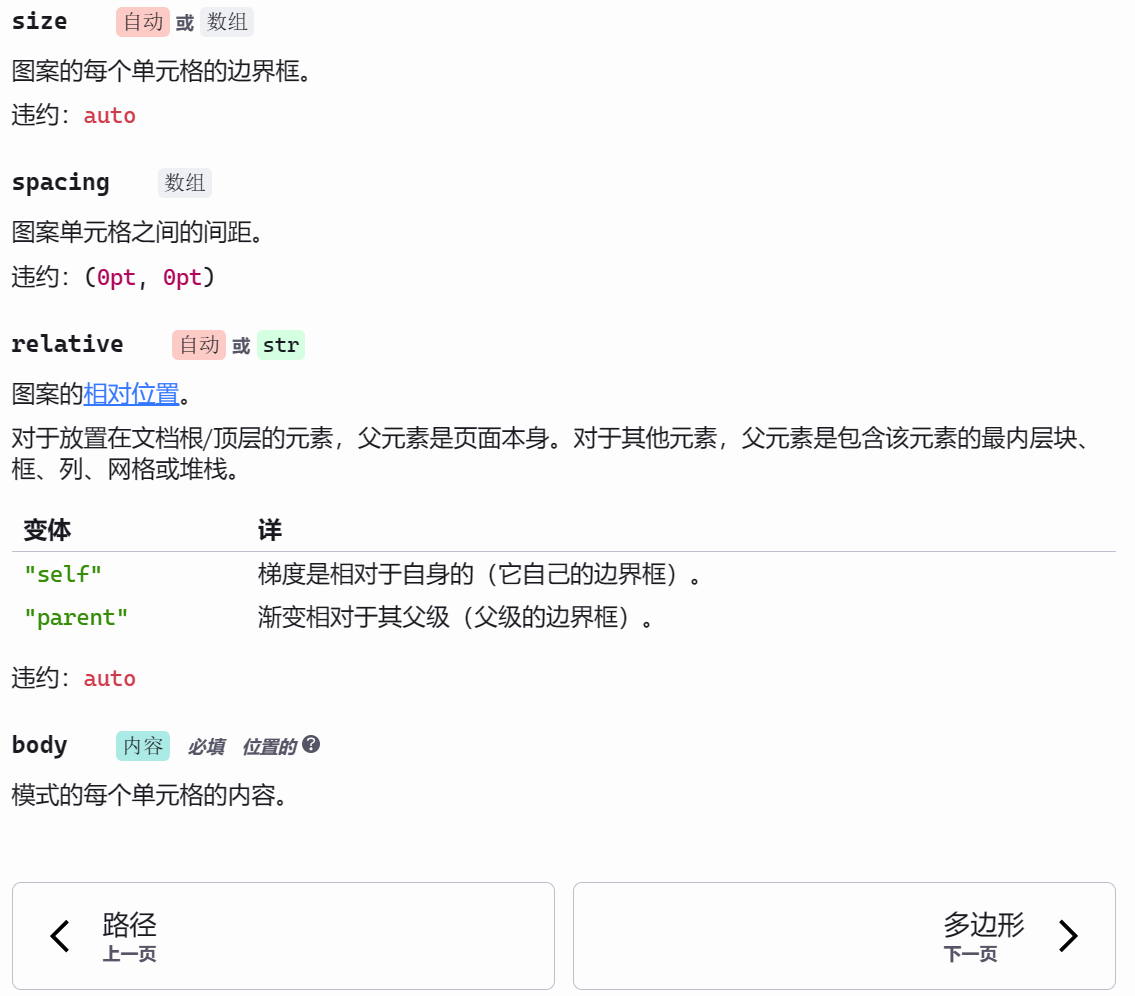 size 自动 或 数组
图案的每个单元格的边界框。
违约：auto
spacing 数组
图案单元格之间的间距。
违约：(0pt, 0pt)
relative 自动 或 str
图案的相对位置。
对于放置在文档根/顶层的元素，父元素是页面本身。对于其他元素，父元素是包含该元素的最内层块、
框、列、网格或堆栈。
变体 详
"self" 梯度是相对于自身的（它自己的边界框）。
"parent" 渐变相对于其父级（父级的边界框）。
违约：auto
body 内容 必填 位置的 ?
模式的每个单元格的内容。
路径
上一页
多边形
下一页